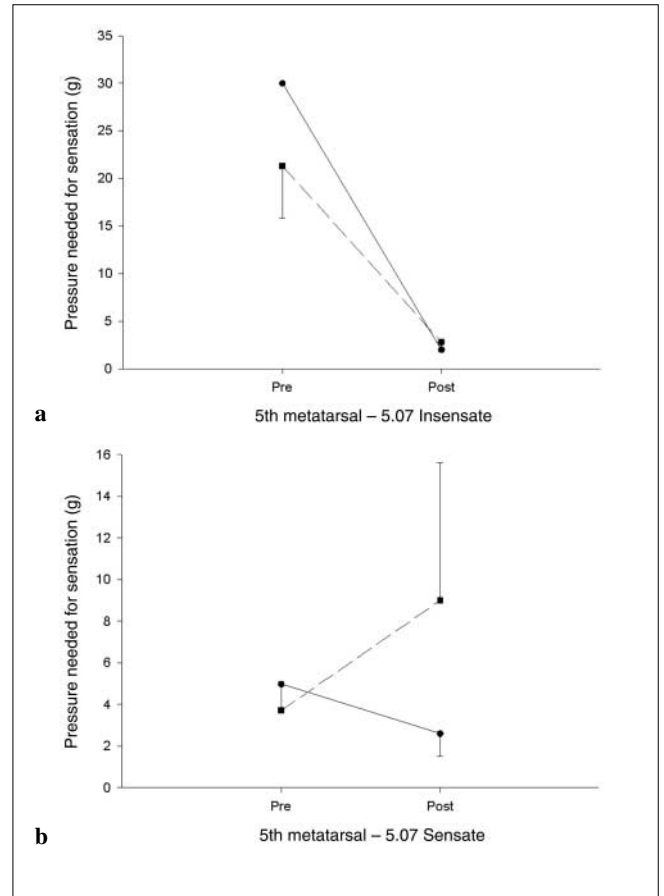 35
30
25
20
15
10
5
0
Pressure needed for sensation (g)
Pre
Post
a
5th metatarsal – 5.07 Insensate
16
14
12
10
8
6
4
2
0
Pressure needed for sensation (g)
Pre
Post
b
5th metatarsal – 5.07 Sensate